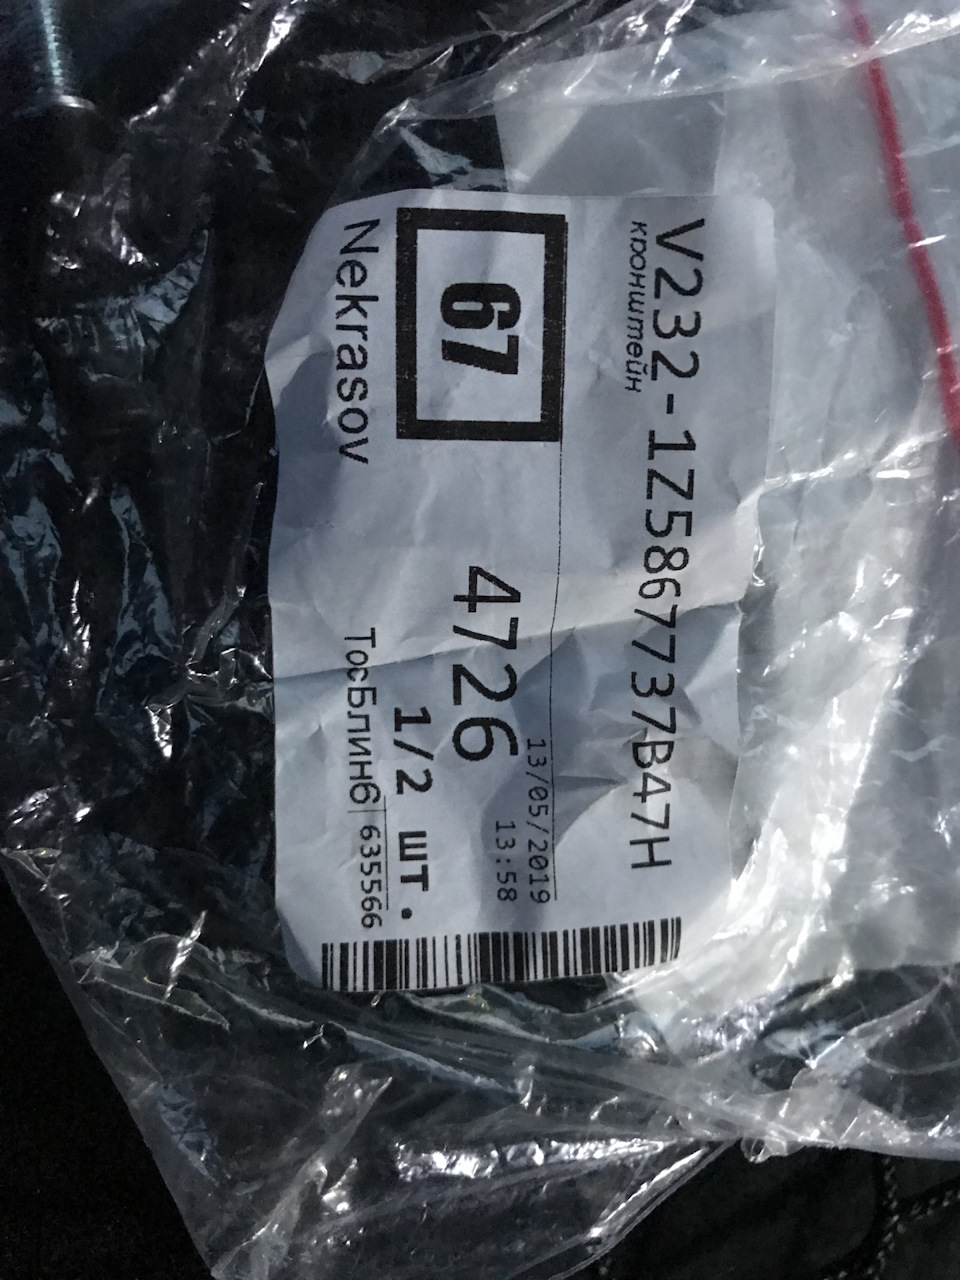 V232-1Z5867737B47H
кронштейн
13/05/2019
13:58
67
4726
1/2 шт.
Nekrasov
ТосБлин6
635566